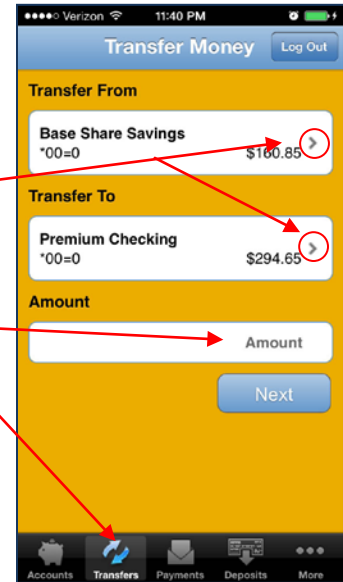 Verizon 11:40 PM
Transfer Money Log Out
Transfer From
Base Share Savings
*00=0 $160.85
Transfer To
Premium Checking
*00=0 $294.65
Amount
Amount
Next
Accounts Transfers Payments Deposits More